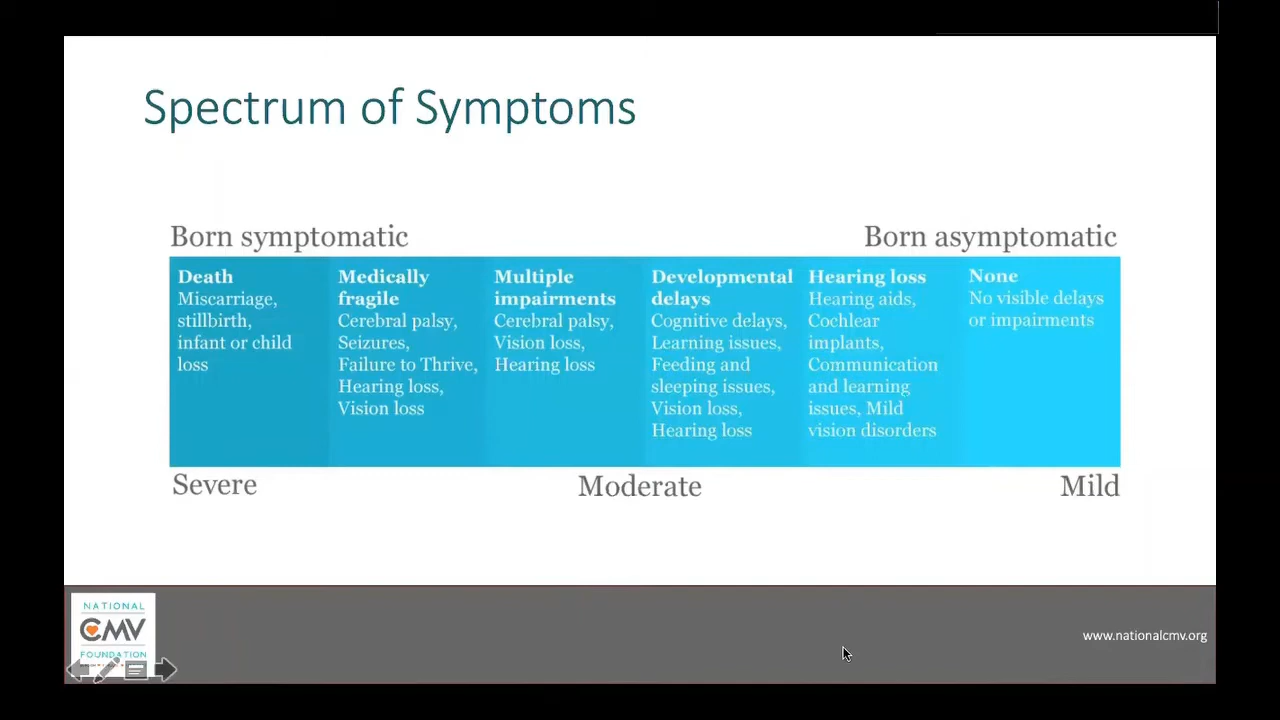 Spectrum of Symptoms
Born symptomatic
Born asymptomatic
Death
Miscarriage,
stillbirth,
infant or child
loss
Medically
fragile
Cerebral palsy,
Seizures,
Failure to Thrive,
Hearing loss,
Vision loss
Multiple
impairments
Cerebral palsy,
Vision loss,
Hearing loss
Developmental
delays
Cognitive delays,
Learning issues,
Feeding and
sleeping issues,
Vision loss,
Hearing loss
Hearing loss
Hearing aids,
Cochlear
implants,
Communication
and learning
issues, Mild
vision disorders
None
No visible delays
or impairments
Severe
Moderate
Mild
NATIONAL
CMV
FOUNDATION
www.nationalcmv.org